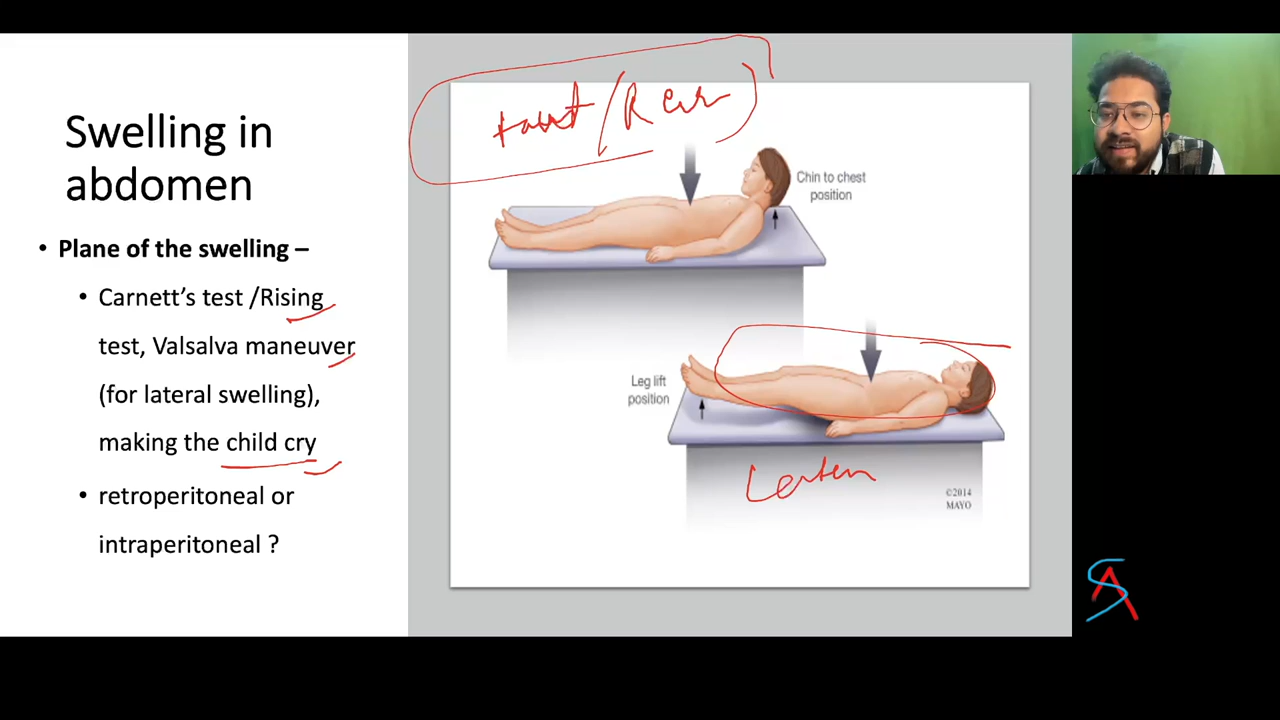 Swelling in
abdomen
• Plane of the swelling –
• Carnett’s test /Rising
test, Valsalva maneuver
(for lateral swelling),
making the child cry
• retroperitoneal or
intraperitoneal ?
Chin to chest
position
Leg lift
position
©2014
MAYO